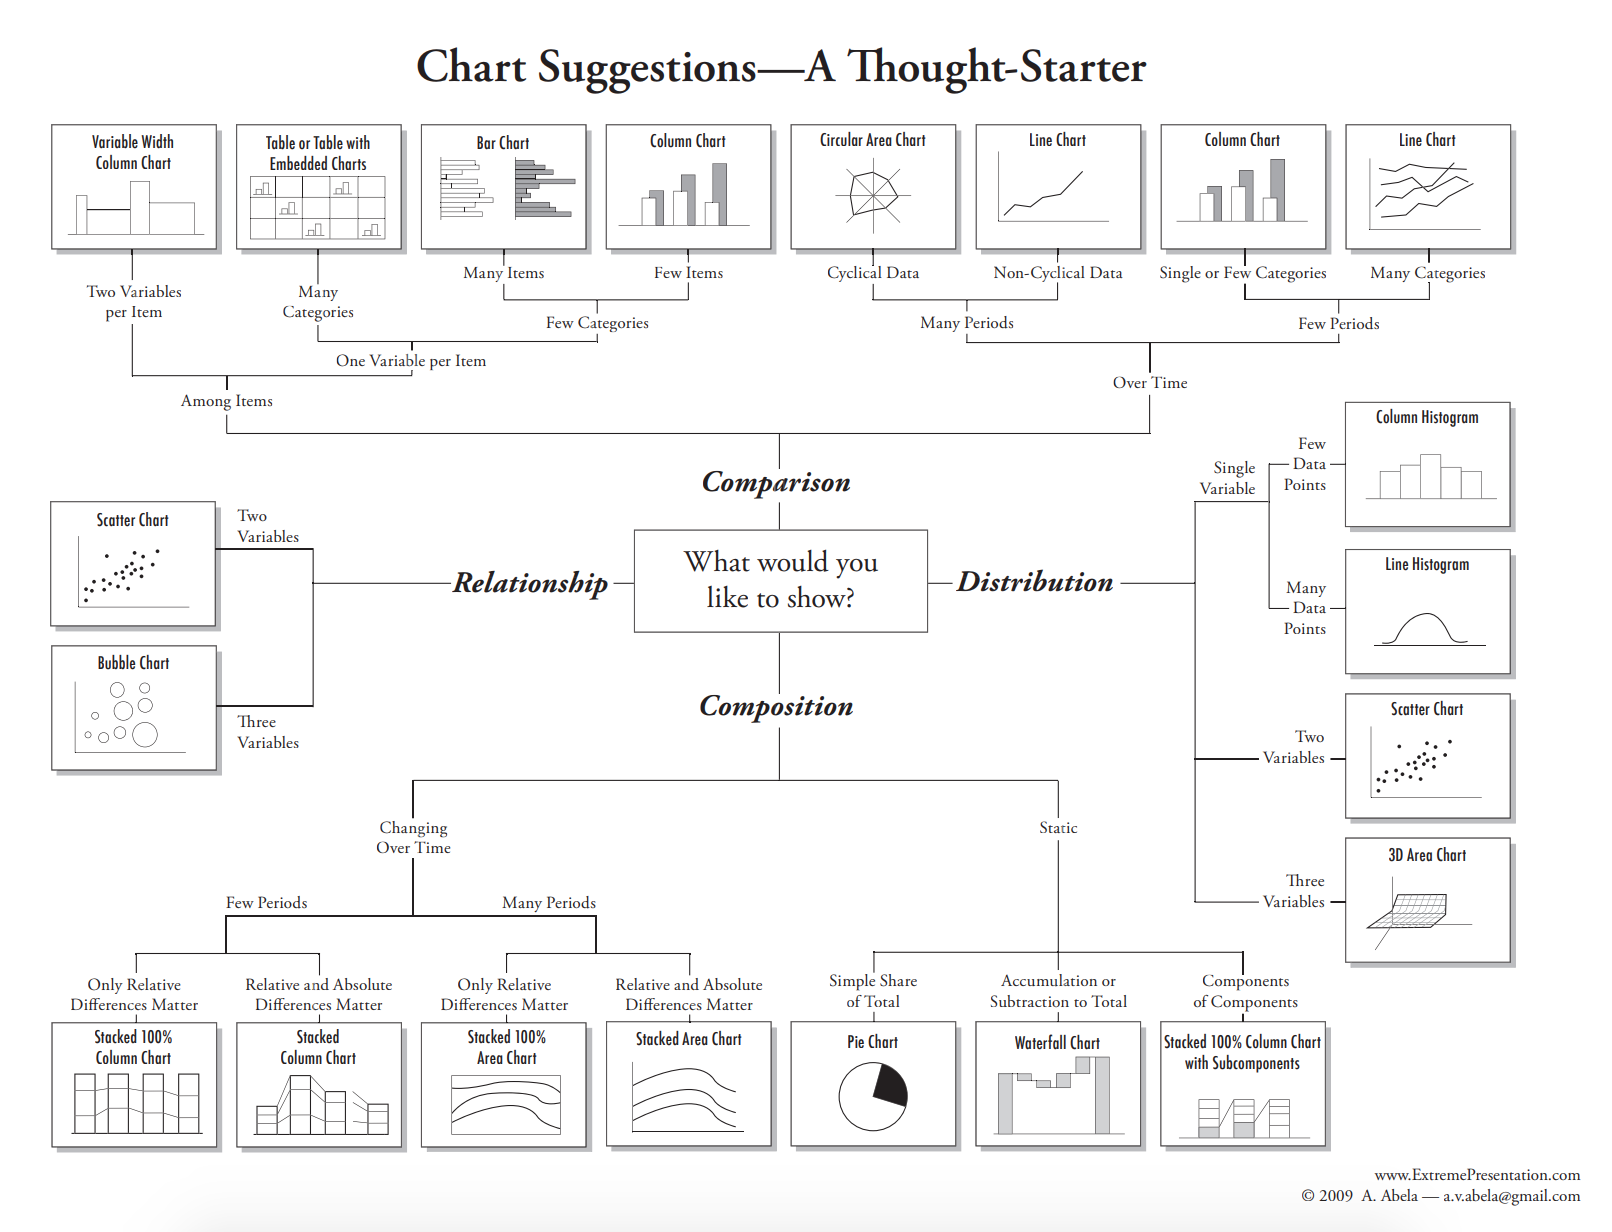 Chart Suggestions—A Thought-Starter
Variable Width
Column Chart
Table or Table with
Embedded Charts
Bar Chart
Column Chart
Circular Area Chart
Line Chart
Column Chart
Line Chart
Two Variables
per Item
Many
Categories
Many Items
Few Items
Cyclical Data
Non-Cyclical Data
Single or Few Categories
Many Categories
Few Categories
Many Periods
Few Periods
One Variable per Item
Among Items
Over Time
Comparison
What would you
like to show?
Relationship
Distribution
Composition
Two
Variables
Scatter Chart
Bubble Chart
Three
Variables
Single
Variable
Few
Data
Points
Column Histogram
Many
Data
Points
Line Histogram
Two
Variables
Scatter Chart
Three
Variables
3D Area Chart
Changing
Over Time
Static
Few Periods
Many Periods
Only Relative
Differences Matter
Relative and Absolute
Differences Matter
Only Relative
Differences Matter
Relative and Absolute
Differences Matter
Simple Share
of Total
Accumulation or
Subtraction to Total
Components
of Components
Stacked 100%
Column Chart
Stacked
Column Chart
Stacked 100%
Area Chart
Stacked Area Chart
Pie Chart
Waterfall Chart
Stacked 100% Column Chart
with Subcomponents
www.ExtremePresentation.com
© 2009 A. Abela — a.v.abela@gmail.com